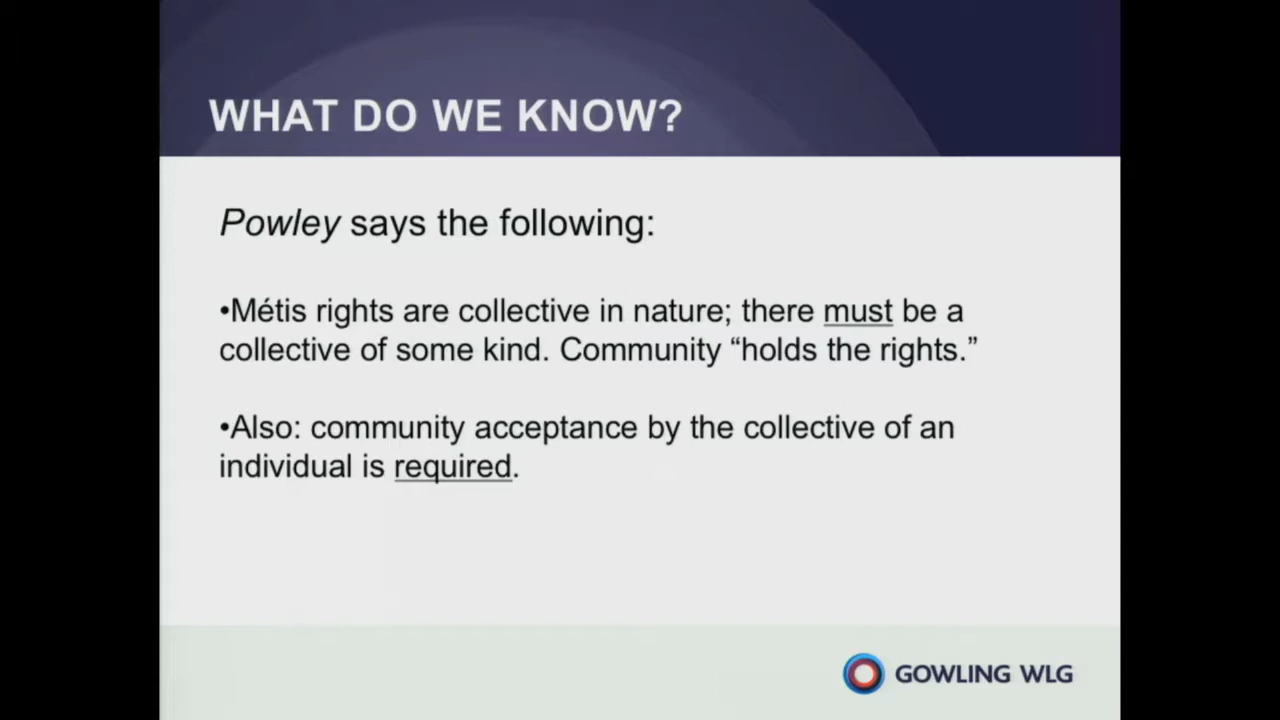 WHAT DO WE KNOW?
Powley says the following:
•Métis rights are collective in nature; there must be a
collective of some kind. Community “holds the rights.”
•Also: community acceptance by the collective of an
individual is required.
GOWLING WLG